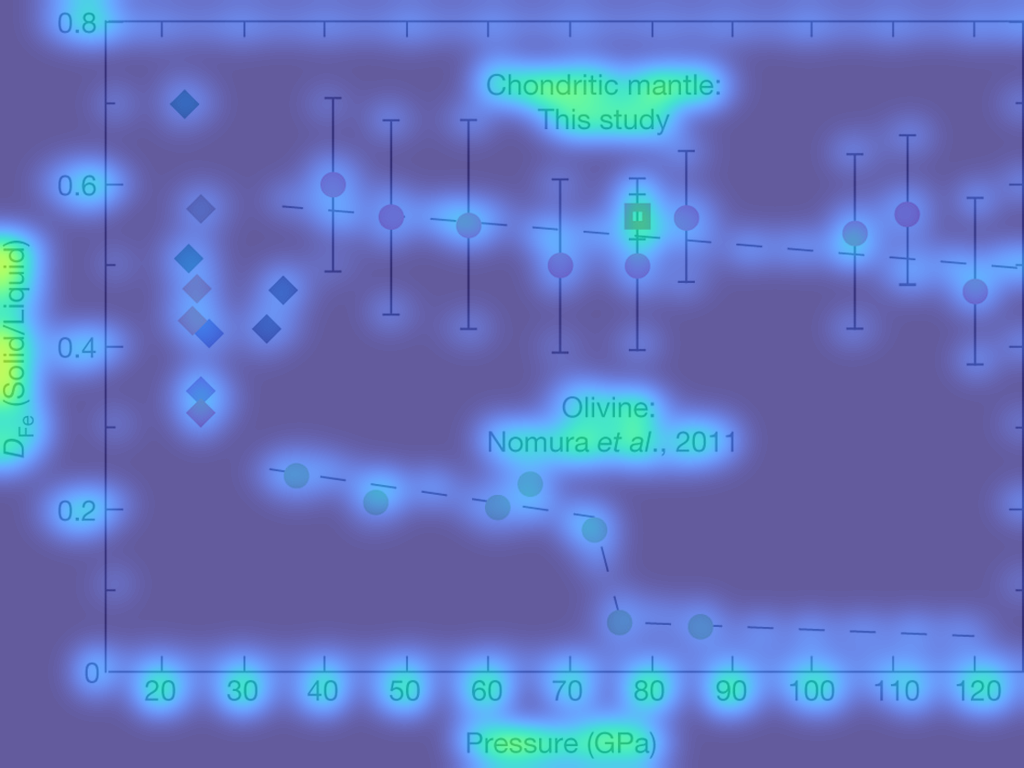 0.8
0.6
0.4
0.2
0
D Fe (Solid/Liquid)
Chondritic mantle:
This study
Olivine:
Nomura et al., 2011
20 30 40 50 60 70 80 90 100 110 120
Pressure (GPa)